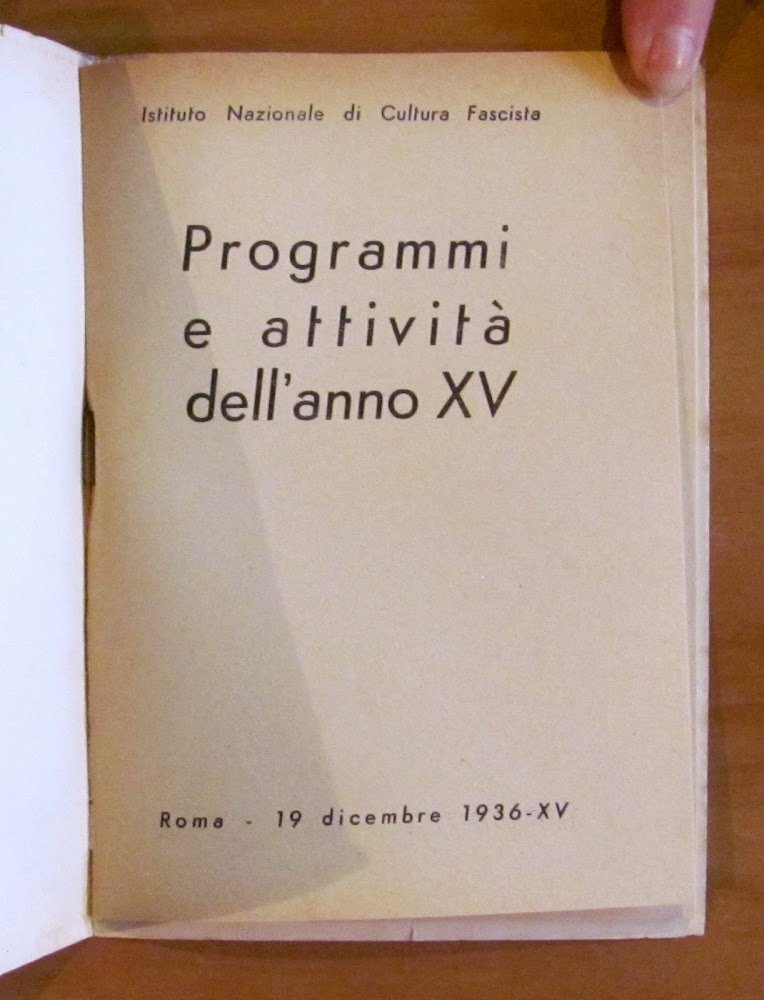 Istituto Nazionale di Cultura Fascista
Programmi
e attività
dell'anno XV
Roma - 19 dicembre 1936-XV